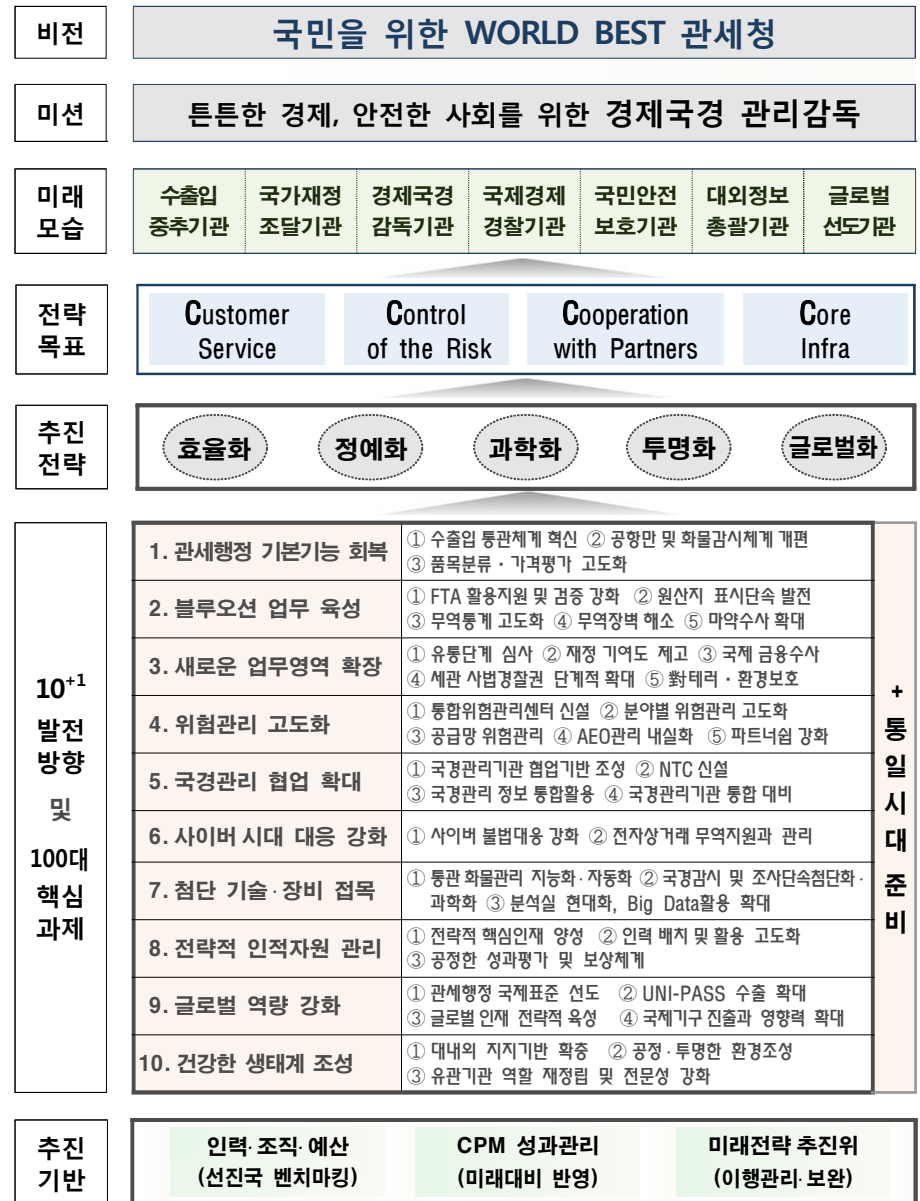 비전
국민을 위한 WORLD BEST 관세청
미션
튼튼한 경제, 안전한 사회를 위한 경제국경 관리감독
미래
모습
수출입 국가재정 경제국경 국제경제 국민안전 대외정보 글로벌
중추기관 조달기관 감독기관 경찰기관 보호기관 총괄기관 선도기관
전략
목표
Customer Control Cooperation Core
Service of the Risk with Partners Infra
추진
전략
효율화 정예화 과학화 투명화 글로벌화
10+1
발전
방향
및
100대
핵심
과제
1. 관세행정 기본기능 회복
① 수출입 통관체계 혁신 ② 공항만 및 화물감시체계 개편
③ 품목분류·가격평가 고도화
2. 블루오션 업무 육성
① FTA 활용지원 및 검증 강화 ② 원산지 표시단속 발전
③ 무역통계 고도화 ④ 무역장벽 해소 ⑤ 마약수사 확대
3. 새로운 업무영역 확장
① 유통단계 심사 ② 재정 기여도 제고 ③ 국제 금융수사
④ 세관 사법경찰권 단계적 확대 ⑤ 對테러·환경보호
4. 위험관리 고도화
① 통합위험관리센터 신설 ② 분야별 위험관리 고도화
③ 공급망 위험관리 ④ AEO관리 내실화 ⑤ 파트너쉽 강화
5. 국경관리 협업 확대
① 국경관리기관 협업기반 조성 ② NTC 신설
③ 국경관리 정보 통합활용 ④ 국경관리기관 통합 대비
6. 사이버 시대 대응 강화
① 사이버 불법대응 강화 ② 전자상거래 무역지원과 관리
7. 첨단 기술·장비 접목
① 통관 화물관리 지능화·자동화 ② 국경감시 및 조사단속첨단화·
과학화 ③ 분석실 현대화, Big Data활용 확대
8. 전략적 인적자원 관리
① 전략적 핵심인재 양성 ② 인력 배치 및 활용 고도화
③ 공정한 성과평가 및 보상체계
9. 글로벌 역량 강화
① 관세행정 국제표준 선도 ② UNI-PASS 수출 확대
③ 글로벌 인재 전략적 육성 ④ 국제기구 진출과 영향력 확대
10. 건강한 생태계 조성
① 대내외 지지기반 확충 ② 공정·투명한 환경조성
③ 유관기관 역할 재정립 및 전문성 강화
+
통
일
시
대
준
비
추진
기반
인력·조직·예산 CPM 성과관리 미래전략 추진위
(선진국 벤치마킹) (미래대비 반영) (이행관리·보완)